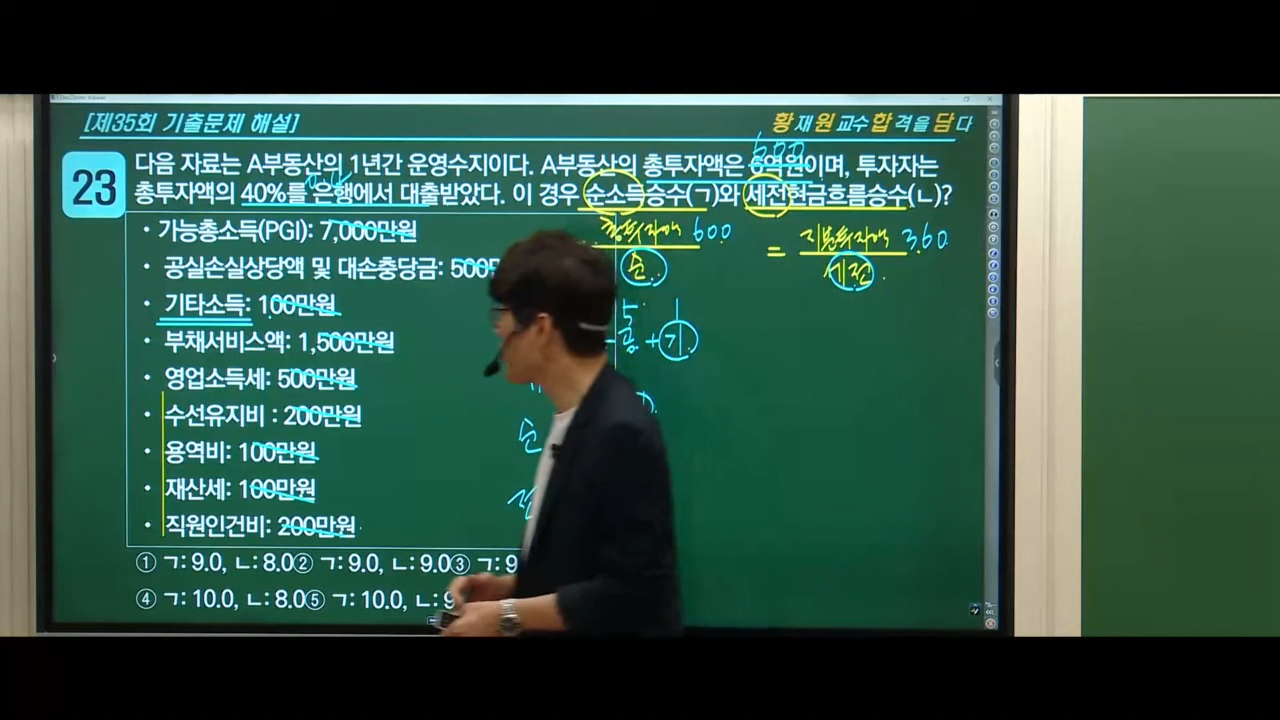 [제35회 기출문제 해설]
황재원 교수 합격을 담다
23
다음 자료는 A부동산의 1년간 운영수지이다. A부동산의 총투자액은 6억원이며, 투자자는
600
총투자액의 40%를 은행에서 대출받았다. 이 경우 순소득승수(ㄱ)와 세전현금흐름승수(ㄴ)?
• 가능총소득(PGI): 7,000만원
총투자액 600
순
= 지분투자액 360
세전
• 공실손실상당액 및 대손충당금: 500
• 기타소득: 100만원
5 1
- 공 + 기
• 부채서비스액: 1,500만원
• 영업소득세: 500만원
• 수선유지비 : 200만원
순
• 용역비: 100만원
• 재산세: 100만원
전
• 직원인건비: 200만원
① ㄱ: 9.0, ㄴ: 8.0 ② ㄱ: 9.0, ㄴ: 9.0 ③ ㄱ: 9
④ ㄱ: 10.0, ㄴ: 8.0 ⑤ ㄱ: 10.0, ㄴ: 9